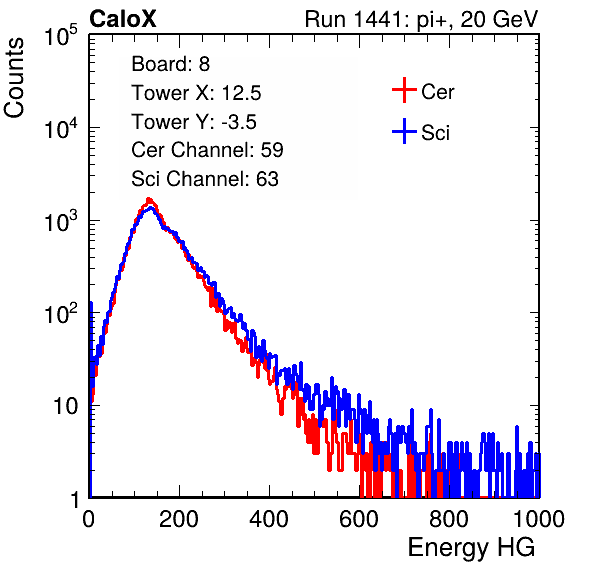 CaloX Run 1441: pi+, 20 GeV
Counts
Board: 8
Tower X: 12.5
Tower Y: -3.5
Cer Channel: 59
Sci Channel: 63
Cer
Sci
10^5
10^4
10^3
10^2
10
1
0 200 400 600 800 1000
Energy HG